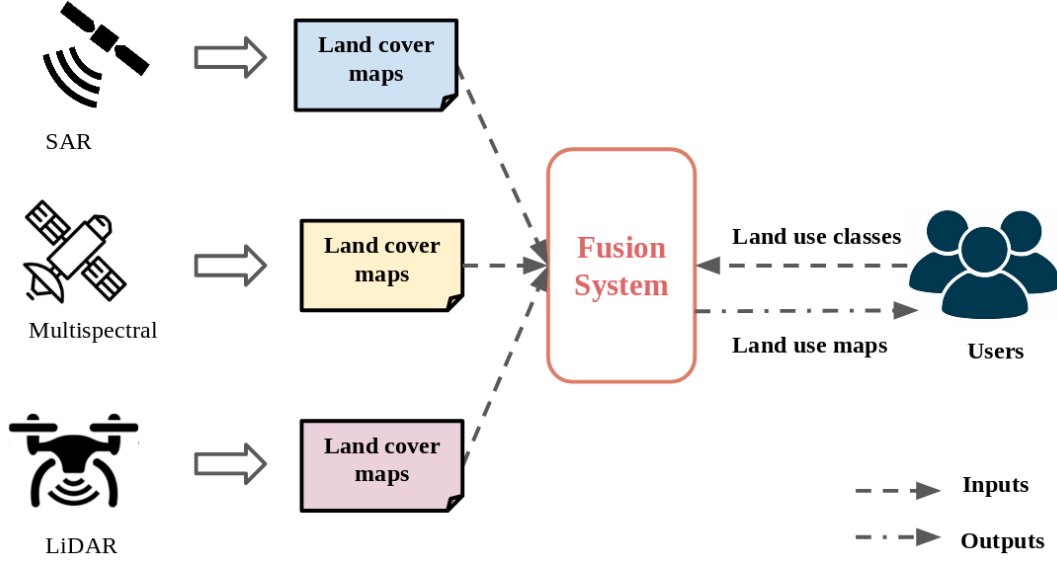 Land cover
maps
SAR
Land cover
maps
Multispectral
Land cover
maps
LiDAR
Fusion
System
Land use classes
Land use maps
Users
Inputs
Outputs